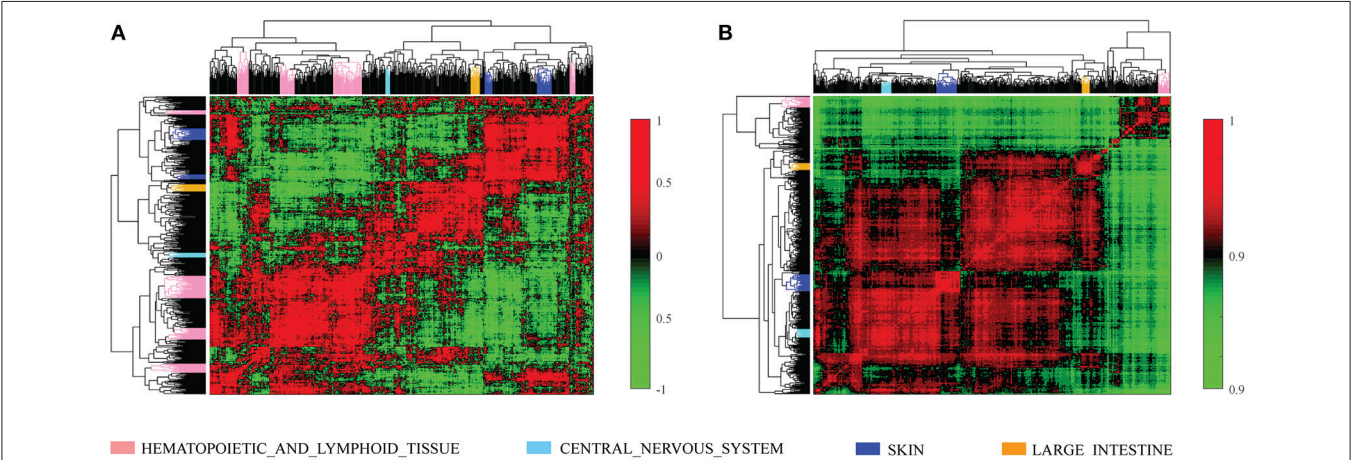 A
B
1
0.5
0
0.5
-1
1
0.9
0.9
HEMATOPOIETIC_AND_LYMPHOID_TISSUE
CENTRAL_NERVOUS_SYSTEM
SKIN
LARGE INTESTINE